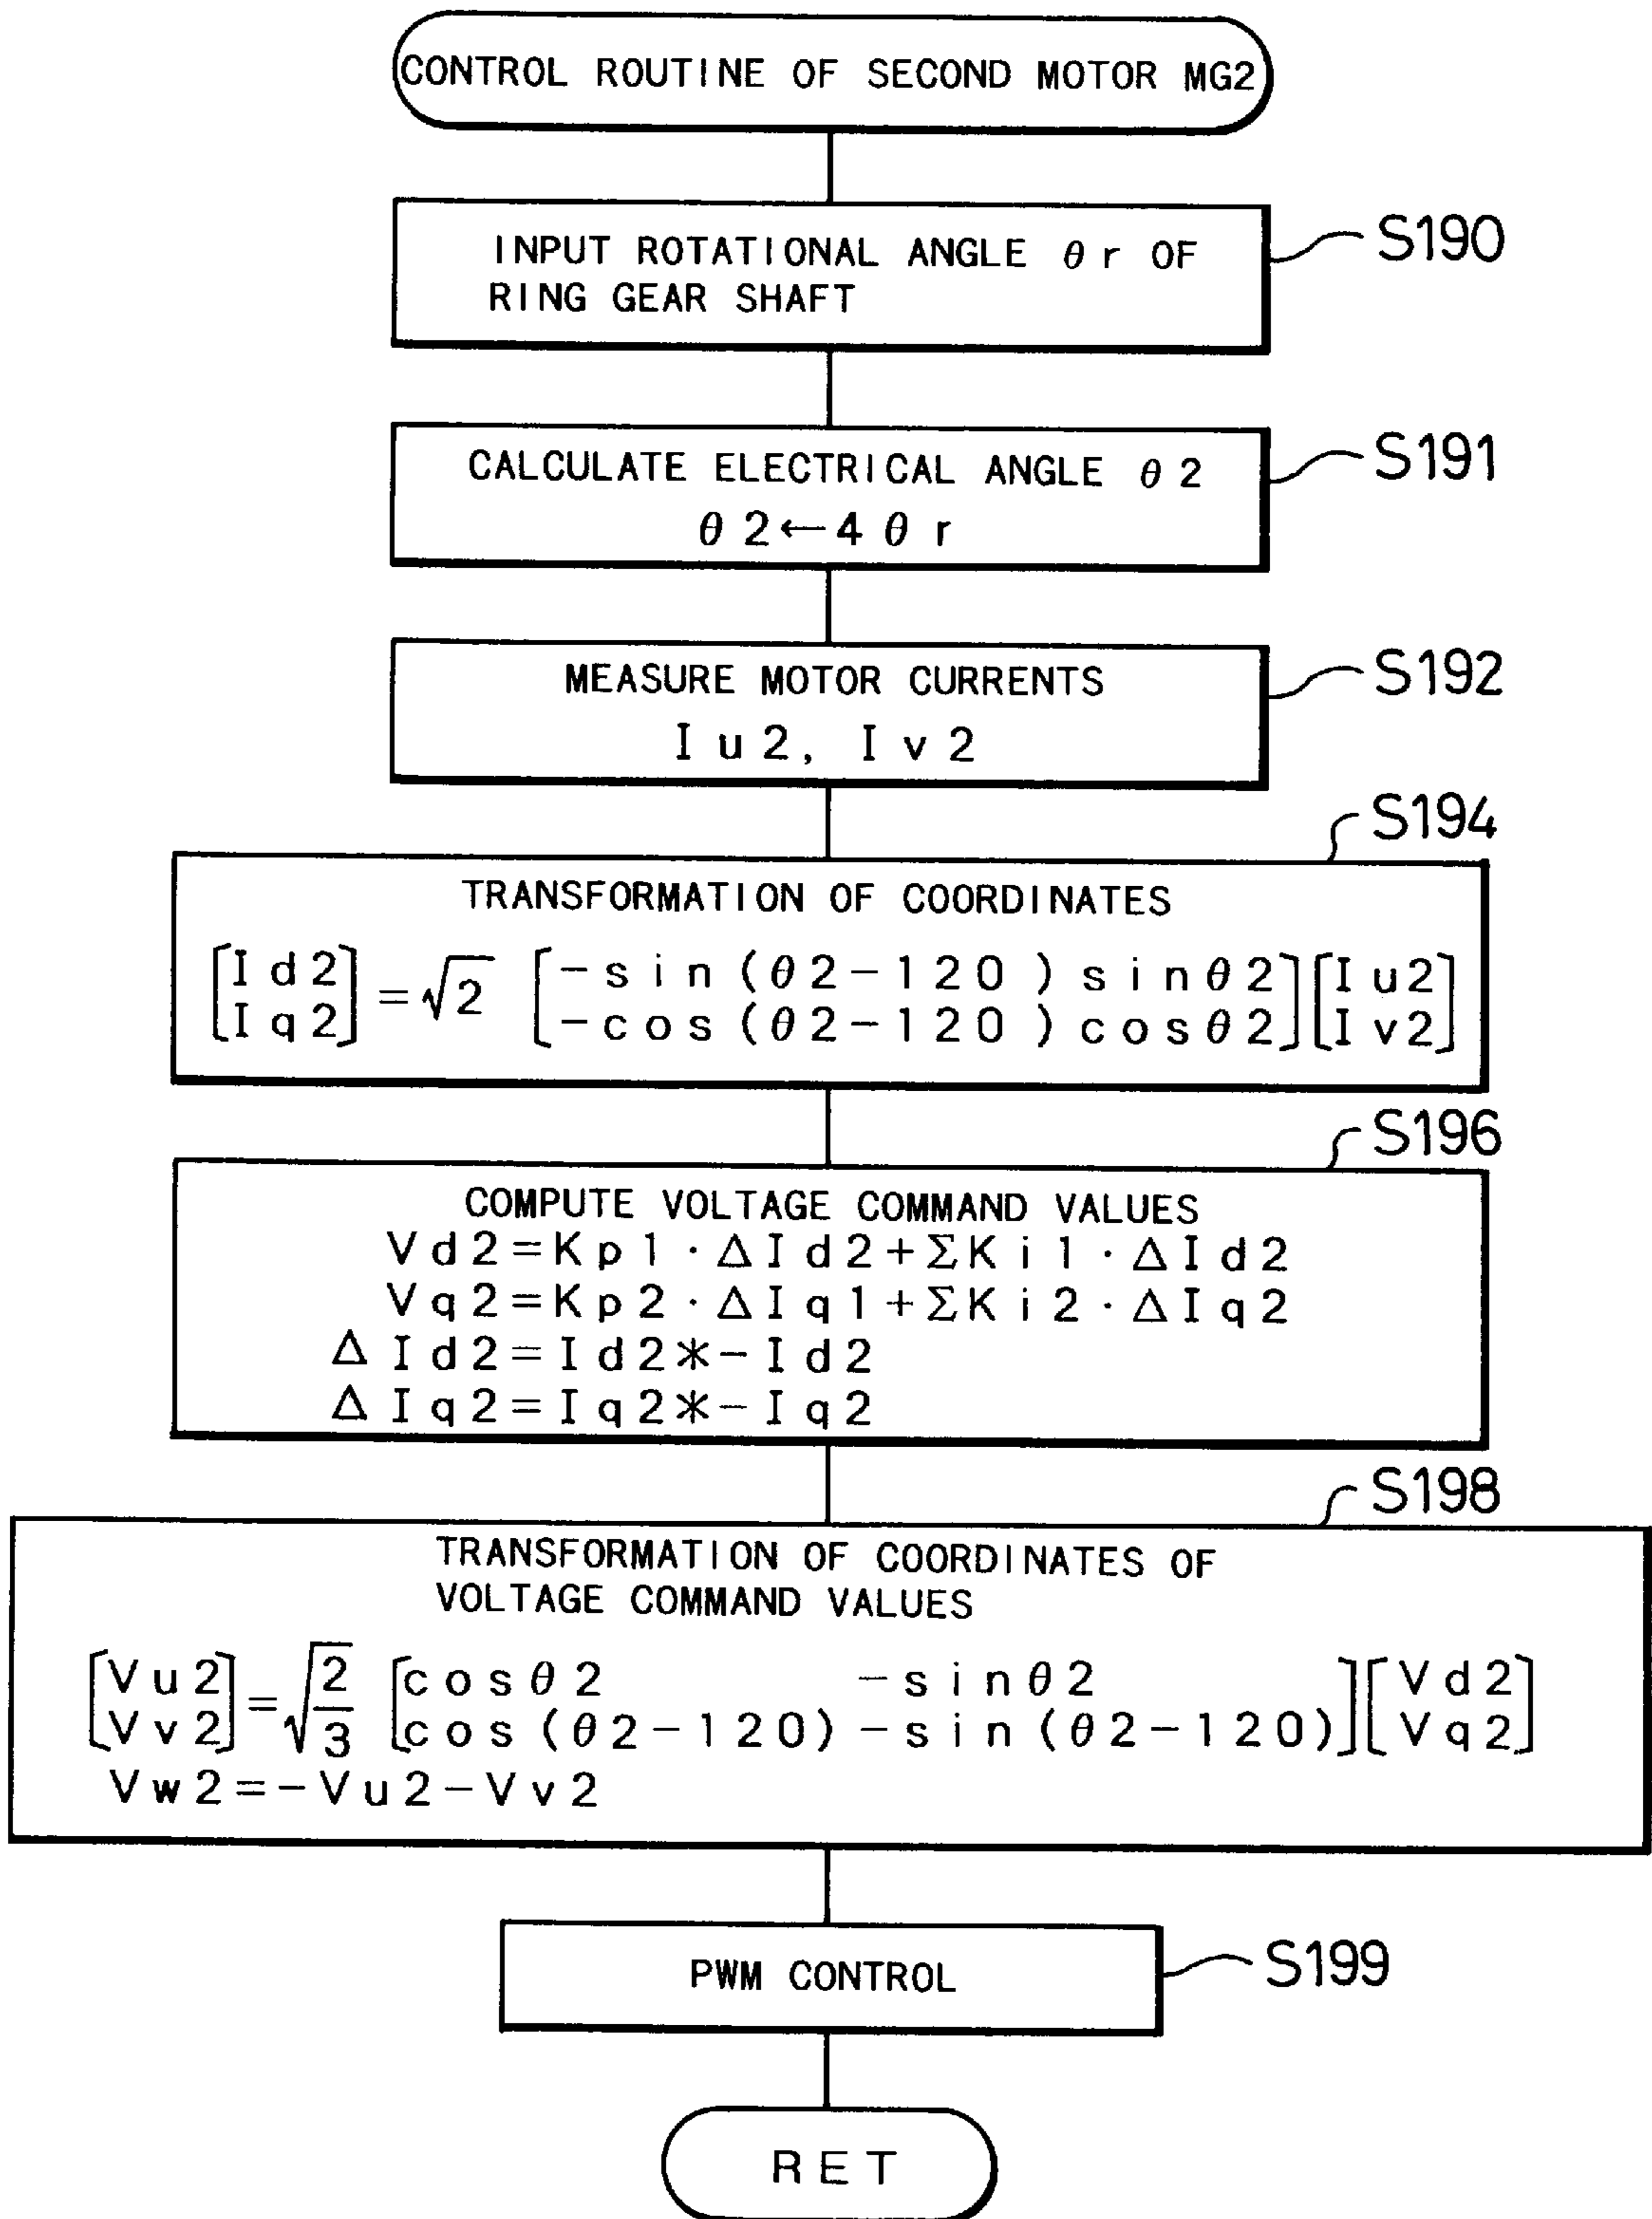 CONTROL ROUTINE OF SECOND MOTOR MG2
INPUT ROTATIONAL ANGLE θr OF
RING GEAR SHAFT
S190
CALCULATE ELECTRICAL ANGLE θ2
θ2←4θr
S191
MEASURE MOTOR CURRENTS
Iu2, Iv2
S192
S194
TRANSFORMATION OF COORDINATES
[Id2] = √2 [-sin(θ2-120) sinθ2][Iu2]
[Iq2] [-cos(θ2-120) cosθ2][Iv2]
S196
COMPUTE VOLTAGE COMMAND VALUES
Vd2=Kp1·ΔId2+ΣKi1·ΔId2
Vq2=Kp2·ΔIq1+ΣKi2·ΔIq2
ΔId2=Id2*-Id2
ΔIq2=Iq2*-Iq2
S198
TRANSFORMATION OF COORDINATES OF
VOLTAGE COMMAND VALUES
[Vu2] = √2/3 [cosθ2 -sinθ2][Vd2]
[Vv2] [cos(θ2-120) -sin(θ2-120)][Vq2]
Vw2=-Vu2-Vv2
PWM CONTROL
S199
RET